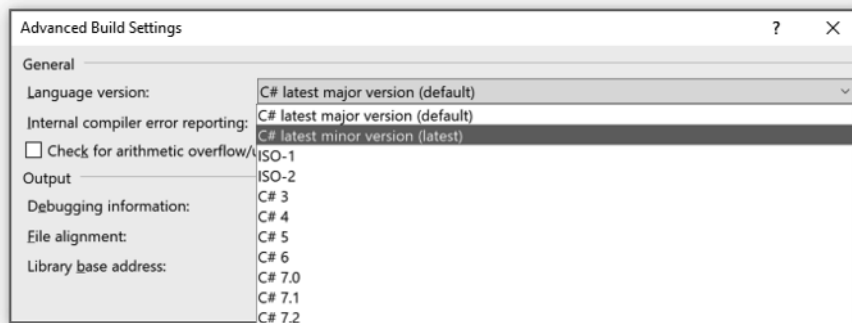 Advanced Build Settings ? ×
General
Language version: C# latest major version (default)
C# latest major version (default)
Internal compiler error reporting:
C# latest minor version (latest)
Check for arithmetic overflow/
ISO-1
ISO-2
Output
C# 3
Debugging information:
C# 4
File alignment:
C# 5
C# 6
Library base address:
C# 7.0
C# 7.1
C# 7.2